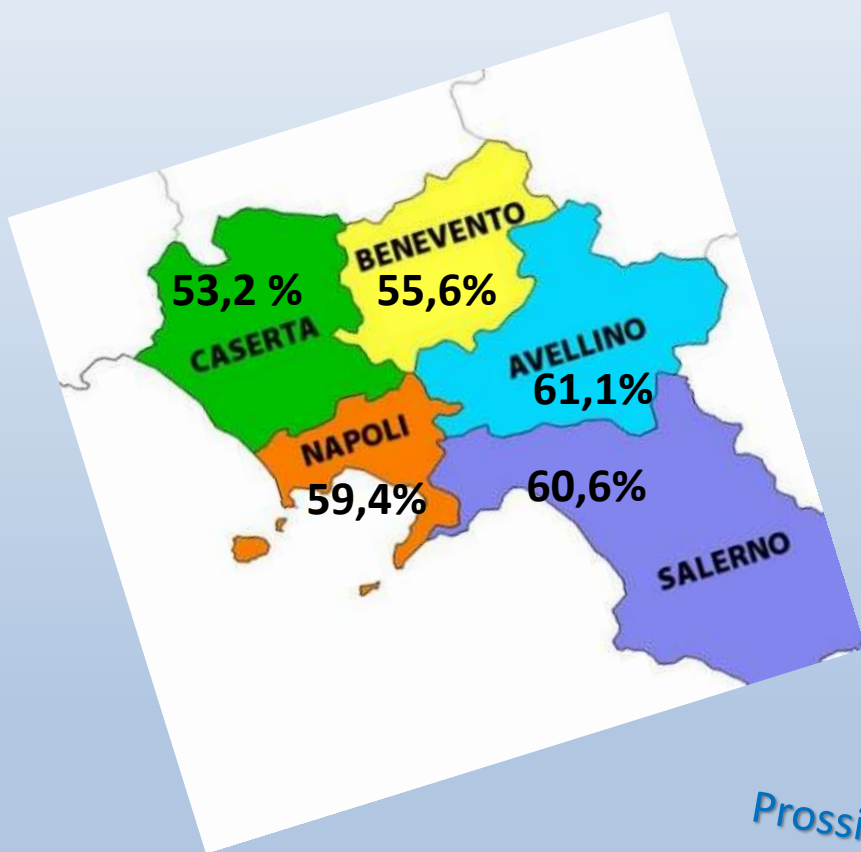 BENEVENTO
53,2 %
55,6%
CASERTA
AVELLINO
61,1%
NAPOLI
59,4%
60,6%
SALERNO